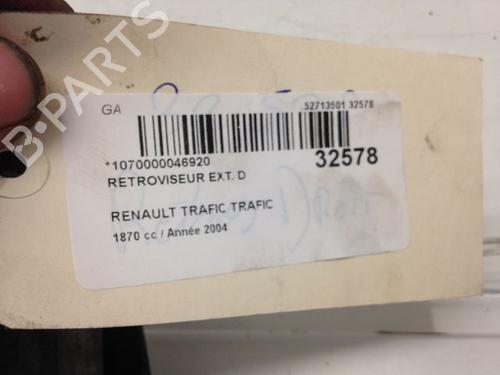 B-PARTS
GA
52713501 32578
*1070000046920
32578
RETROVISEUR EXT. D
RENAULT TRAFIC TRAFIC
1870 cc / Année 2004